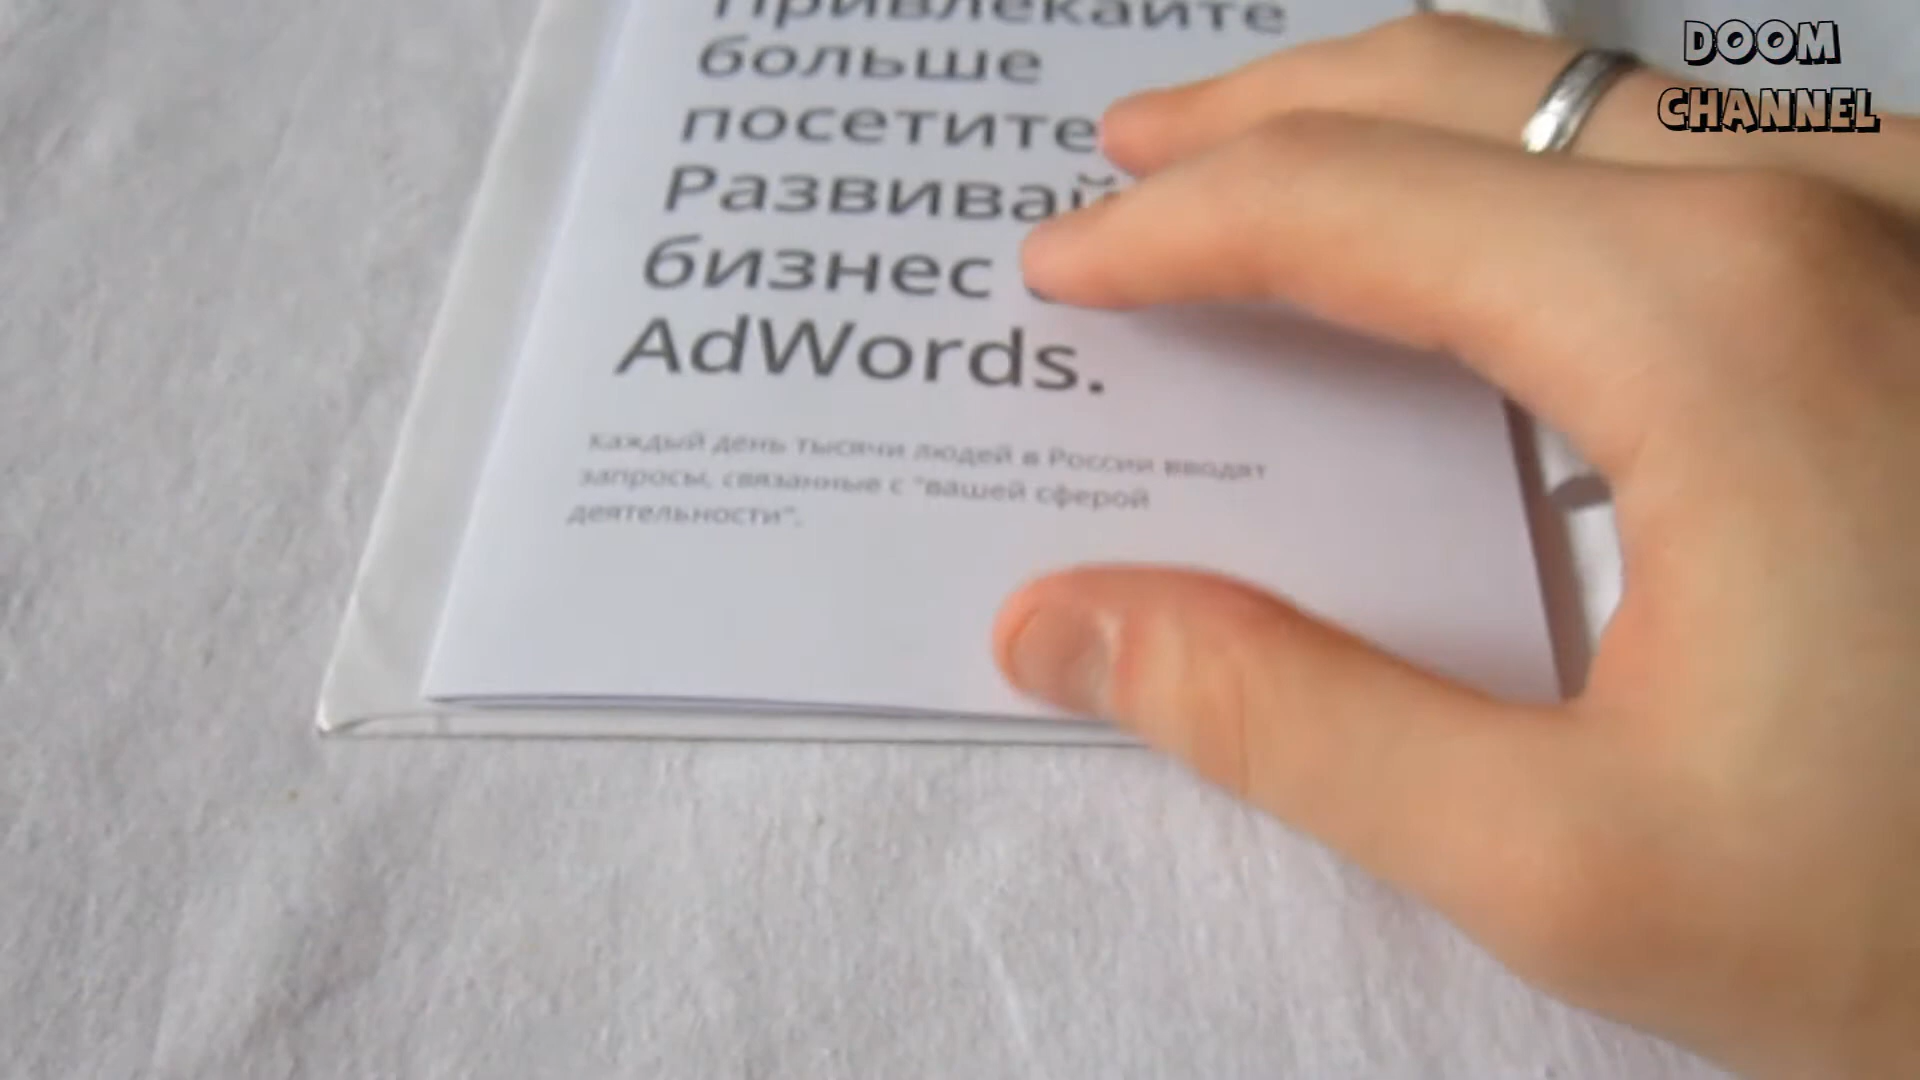 Привлекайте
больше
посетите
Развивай
бизнес
AdWords.
Каждый день тысячи людей в России вводят
запросы, связанные с "вашей сферой
деятельности".
DOOM
CHANNEL